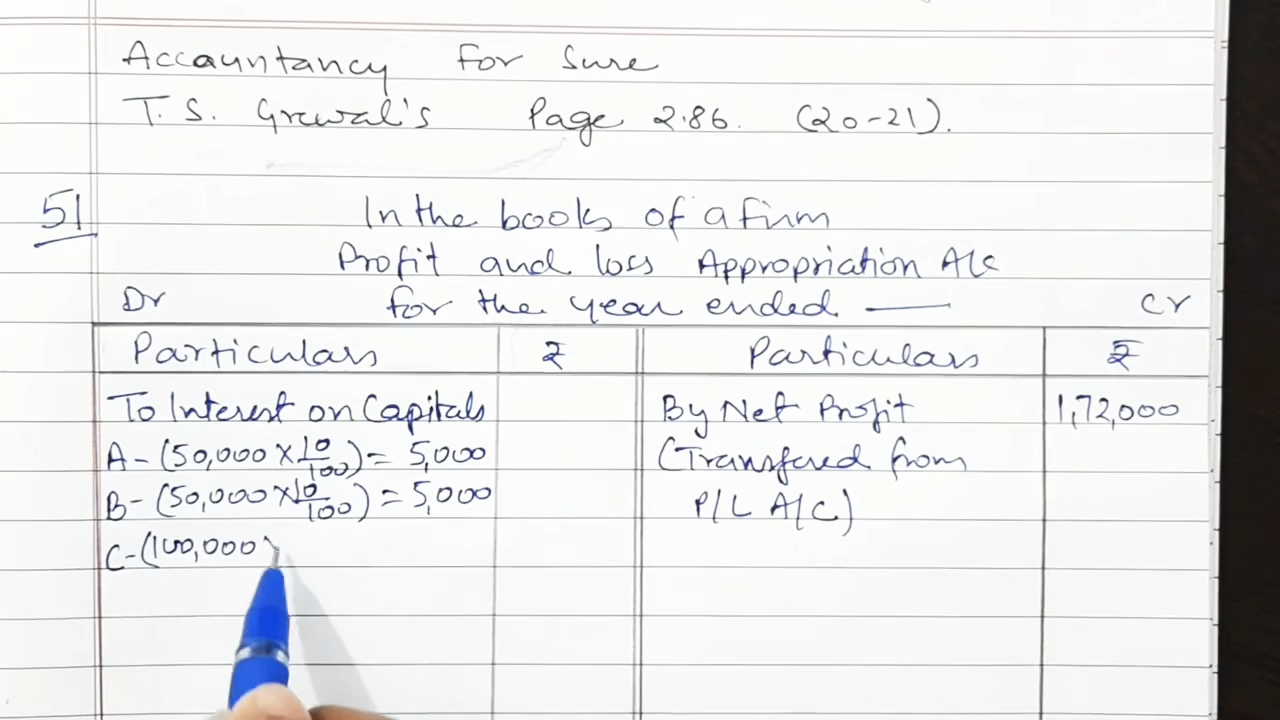 Accauntancy For Sure
T. S. Grewal's Page 2.86. (20-21).
51 In the books of a firm
Profit and loss Appropriation A/c
Dr for the year ended — Cr
Particulars ₹ Particulars ₹
To Interest on Capitals By Net Profit 1,72,000
A - (50,000 × 10/100) = 5,000 (Transfered from
B - (50,000 × 10/100) = 5,000 P/L A/C)
C - (100,000